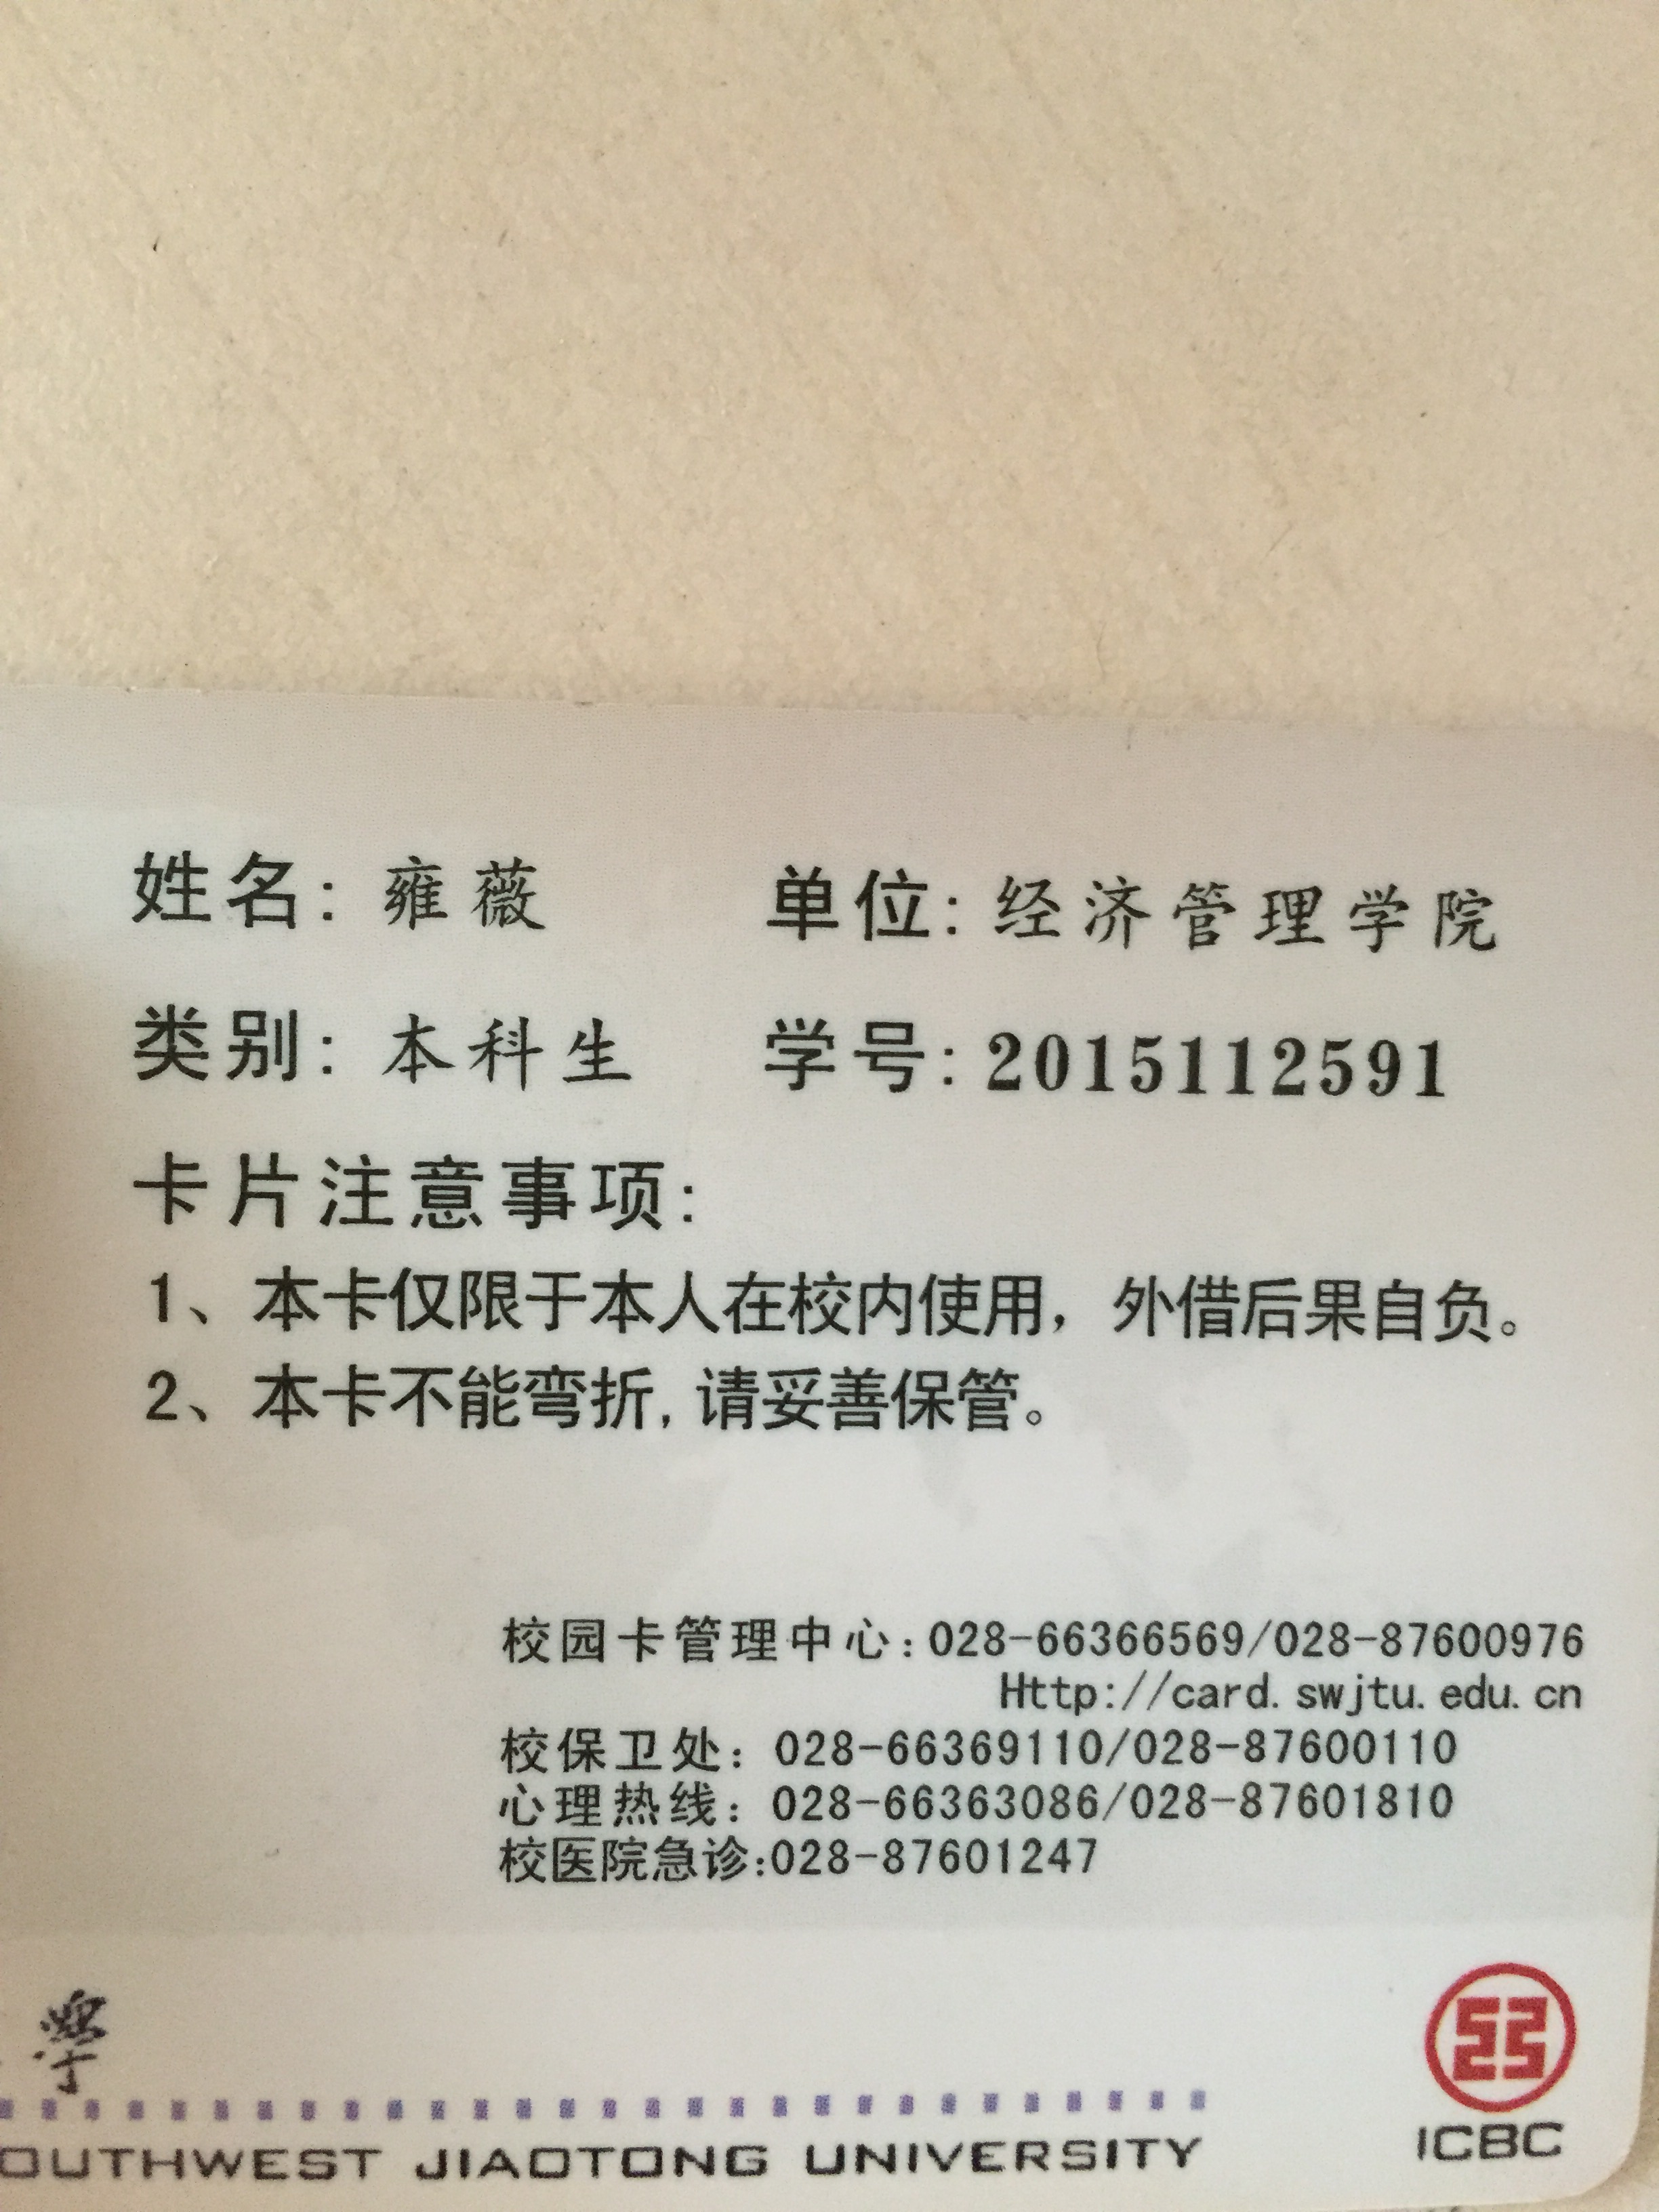 姓名: 雍薇 单位: 经济管理学院
类别: 本科生 学号: 2015112591
卡片注意事项:
1、本卡仅限于本人在校内使用，外借后果自负。
2、本卡不能弯折, 请妥善保管。
校园卡管理中心: 028-66366569/028-87600976
Http://card.swjtu.edu.cn
校保卫处: 028-66369110/028-87600110
心理热线: 028-66363086/028-87601810
校医院急诊:028-87601247
学
OUTHWEST JIAOTONG UNIVERSITY
ICBC